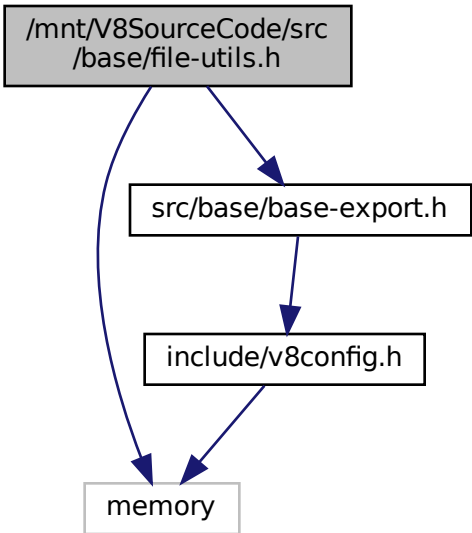 /mnt/V8SourceCode/src
/base/file-utils.h
src/base/base-export.h
include/v8config.h
memory